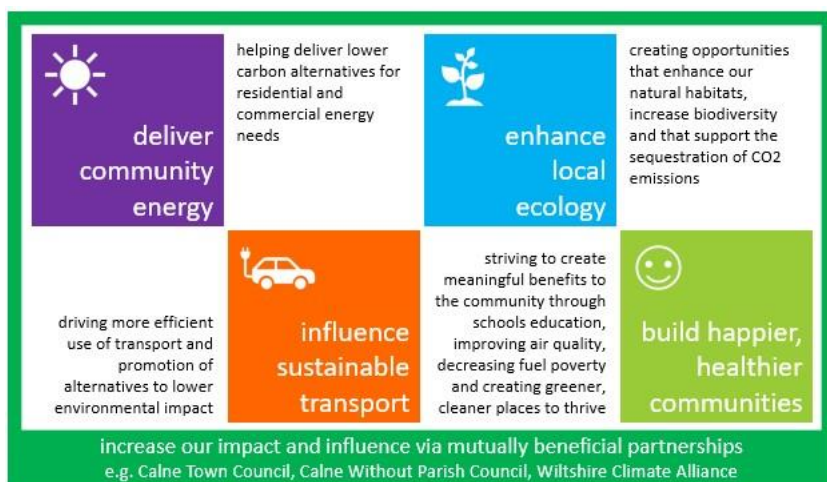 deliver
community
energy
helping deliver lower
carbon alternatives for
residential and
commercial energy
needs
enhance
local
ecology
creating opportunities
that enhance our
natural habitats,
increase biodiversity
and that support the
sequestration of CO2
emissions
driving more efficient
use of transport and
promotion of
alternatives to lower
environmental impact
influence
sustainable
transport
striving to create
meaningful benefits to
the community through
schools education,
improving air quality,
decreasing fuel poverty
and creating greener,
cleaner places to thrive
build happier,
healthier
communities
increase our impact and influence via mutually beneficial partnerships
e.g. Calne Town Council, Calne Without Parish Council, Wiltshire Climate Alliance